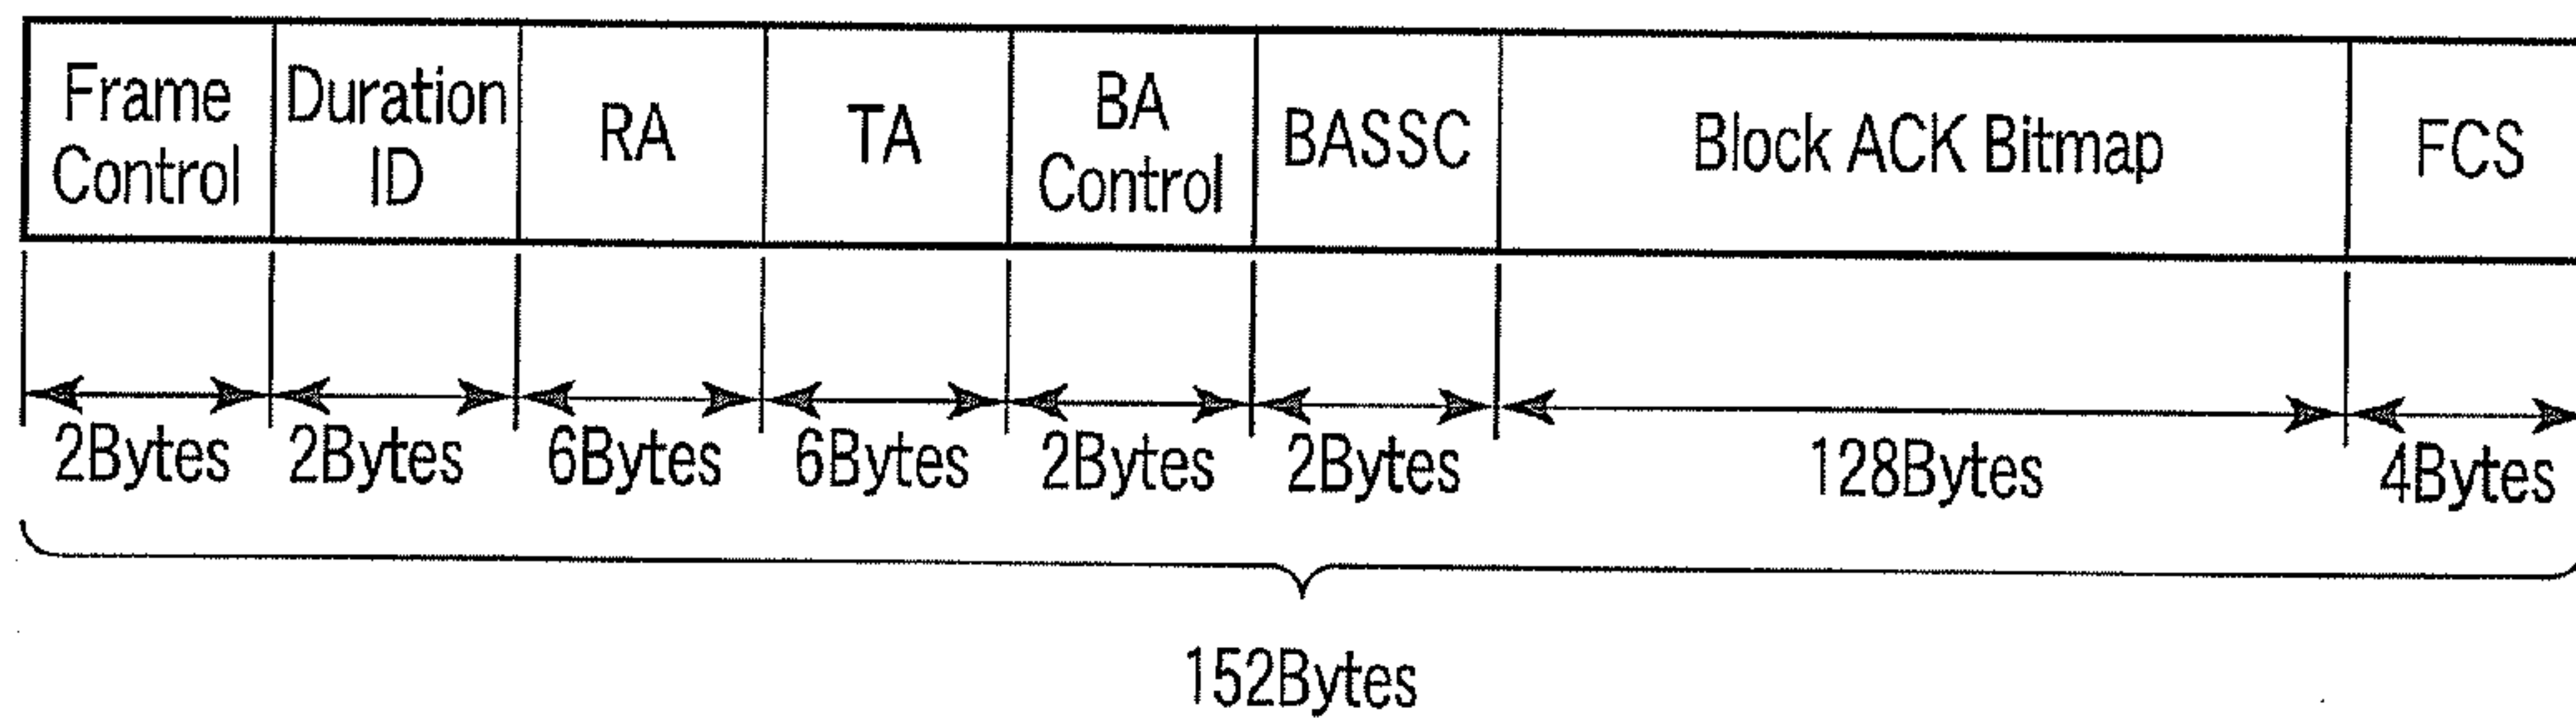 Frame Control
Duration ID
RA
TA
BA Control
BASSC
Block ACK Bitmap
FCS
2Bytes
2Bytes
6Bytes
6Bytes
2Bytes
2Bytes
128Bytes
4Bytes
152Bytes